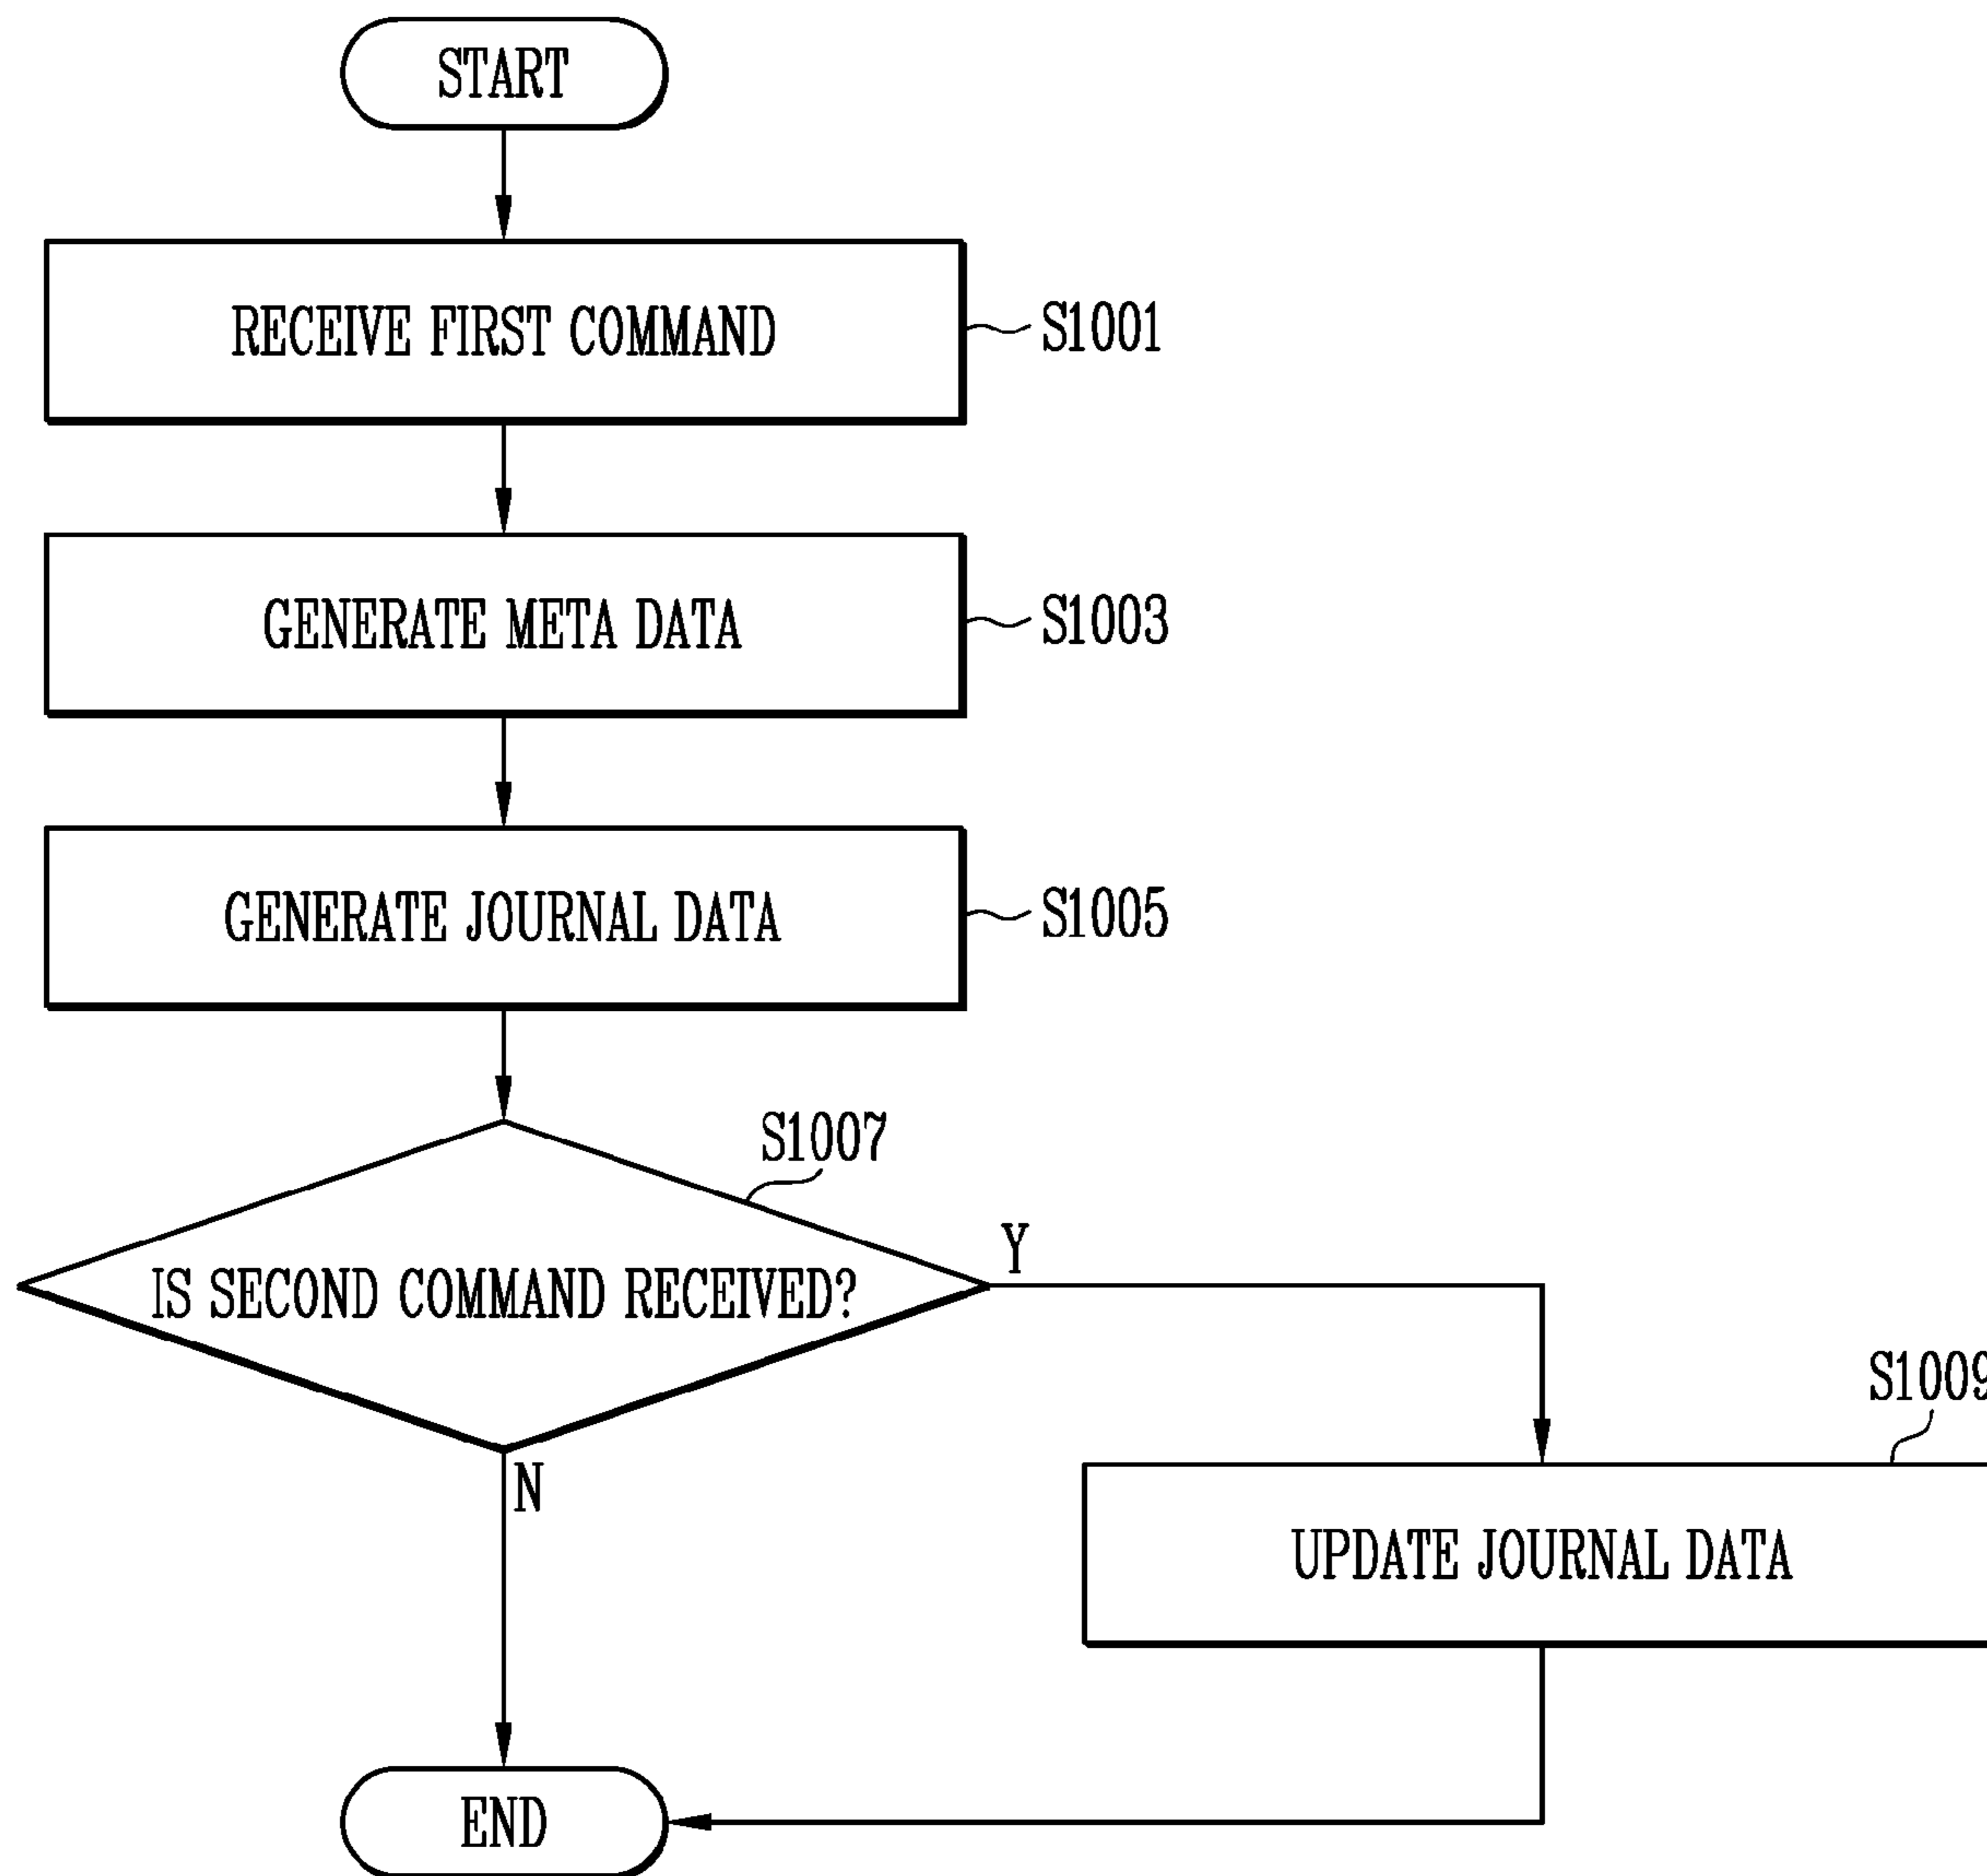 START
RECEIVE FIRST COMMAND
S1001
GENERATE META DATA
S1003
GENERATE JOURNAL DATA
S1005
S1007
IS SECOND COMMAND RECEIVED?
Y
N
S1009
UPDATE JOURNAL DATA
END